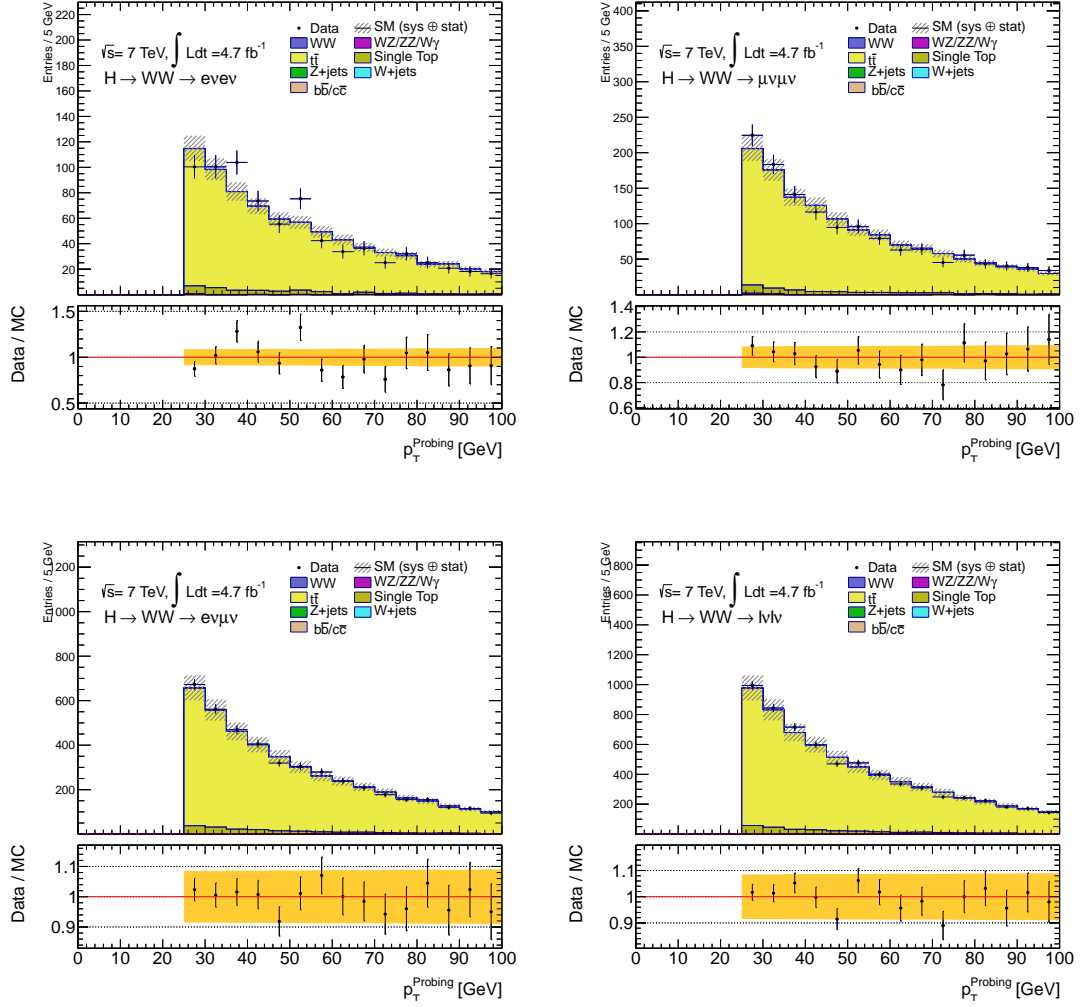 Entries / 5 GeV
220
200
180
160
140
120
100
80
60
40
20
√s= 7 TeV, ∫ Ldt =4.7 fb⁻¹
H → WW → eνeν
Data
SM (sys ⊕ stat)
WW
WZ/ZZ/Wγ
tt̄
Single Top
Z+jets
W+jets
bb̄/cc̄
Data / MC
1.5
1
0.5
0 10 20 30 40 50 60 70 80 90 100
p_T^Probing [GeV]
Entries / 5 GeV
400
350
300
250
200
150
100
50
√s= 7 TeV, ∫ Ldt =4.7 fb⁻¹
H → WW → μνμν
Data
SM (sys ⊕ stat)
WW
WZ/ZZ/Wγ
tt̄
Single Top
Z+jets
W+jets
bb̄/cc̄
Data / MC
1.4
1.2
1
0.8
0.6
0 10 20 30 40 50 60 70 80 90 100
p_T^Probing [GeV]
Entries / 5 GeV
1200
1000
800
600
400
200
√s= 7 TeV, ∫ Ldt =4.7 fb⁻¹
H → WW → eνμν
Data
SM (sys ⊕ stat)
WW
WZ/ZZ/Wγ
tt̄
Single Top
Z+jets
W+jets
bb̄/cc̄
Data / MC
1.1
1
0.9
0 10 20 30 40 50 60 70 80 90 100
p_T^Probing [GeV]
Entries / 5 GeV
1800
1600
1400
1200
1000
800
600
400
200
√s= 7 TeV, ∫ Ldt =4.7 fb⁻¹
H → WW → lνlν
Data
SM (sys ⊕ stat)
WW
WZ/ZZ/Wγ
tt̄
Single Top
Z+jets
W+jets
bb̄/cc̄
Data / MC
1.1
1
0.9
0 10 20 30 40 50 60 70 80 90 100
p_T^Probing [GeV]